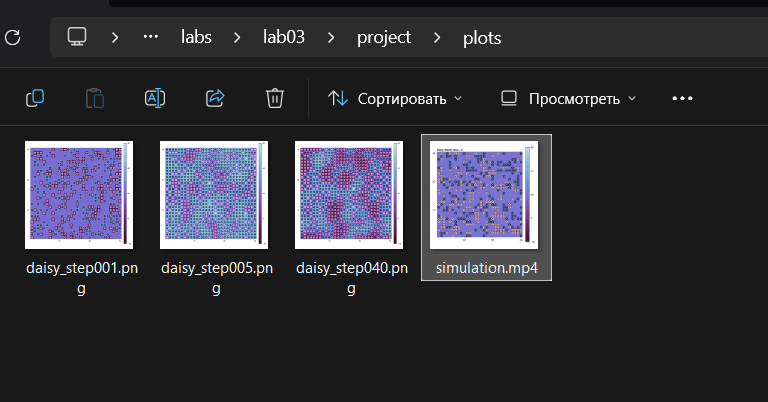 ··· labs lab03 project plots
Сортировать Просмотреть ···
daisy_step001.pn
g
daisy_step005.pn
g
daisy_step040.pn
g
simulation.mp4